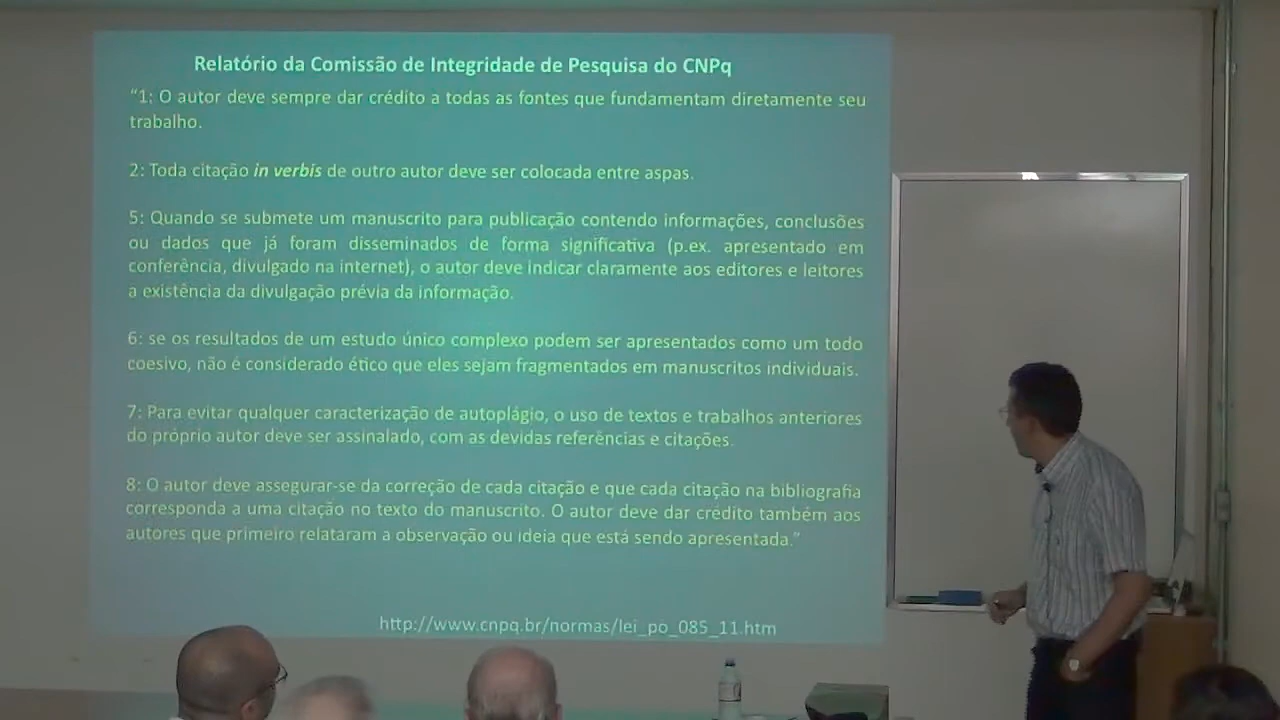 Relatório da Comissão de Integridade de Pesquisa do CNPq
“1: O autor deve sempre dar crédito a todas as fontes que fundamentam diretamente seu
trabalho.
2: Toda citação in verbis de outro autor deve ser colocada entre aspas.
5: Quando se submete um manuscrito para publicação contendo informações, conclusões
ou dados que já foram disseminados de forma significativa (p.ex. apresentado em
conferência, divulgado na internet), o autor deve indicar claramente aos editores e leitores
a existência da divulgação prévia da informação.
6: se os resultados de um estudo único complexo podem ser apresentados como um todo
coesivo, não é considerado ético que eles sejam fragmentados em manuscritos individuais.
7: Para evitar qualquer caracterização de autoplágio, o uso de textos e trabalhos anteriores
do próprio autor deve ser assinalado, com as devidas referências e citações.
8: O autor deve assegurar-se da correção de cada citação e que cada citação na bibliografia
corresponda a uma citação no texto do manuscrito. O autor deve dar crédito também aos
autores que primeiro relataram a observação ou ideia que está sendo apresentada.”
http://www.cnpq.br/normas/lei_po_085_11.htm